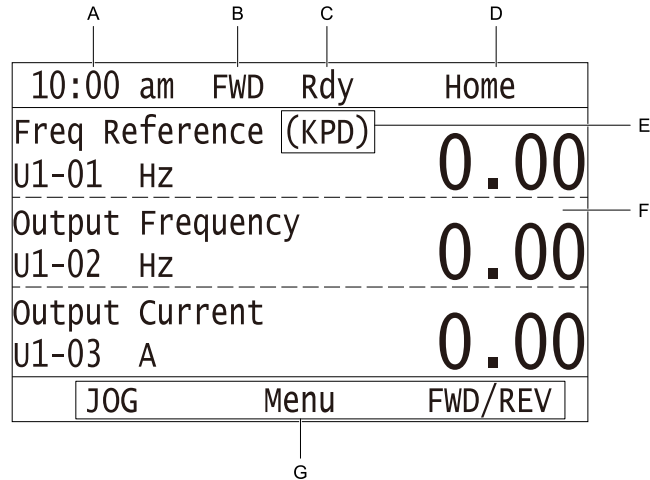 A B C D
10:00 am FWD Rdy Home
Freq Reference (KPD) E
U1-01 Hz 0.00
F
Output Frequency
U1-02 Hz 0.00
Output Current
U1-03 A 0.00
JOG Menu FWD/REV
G